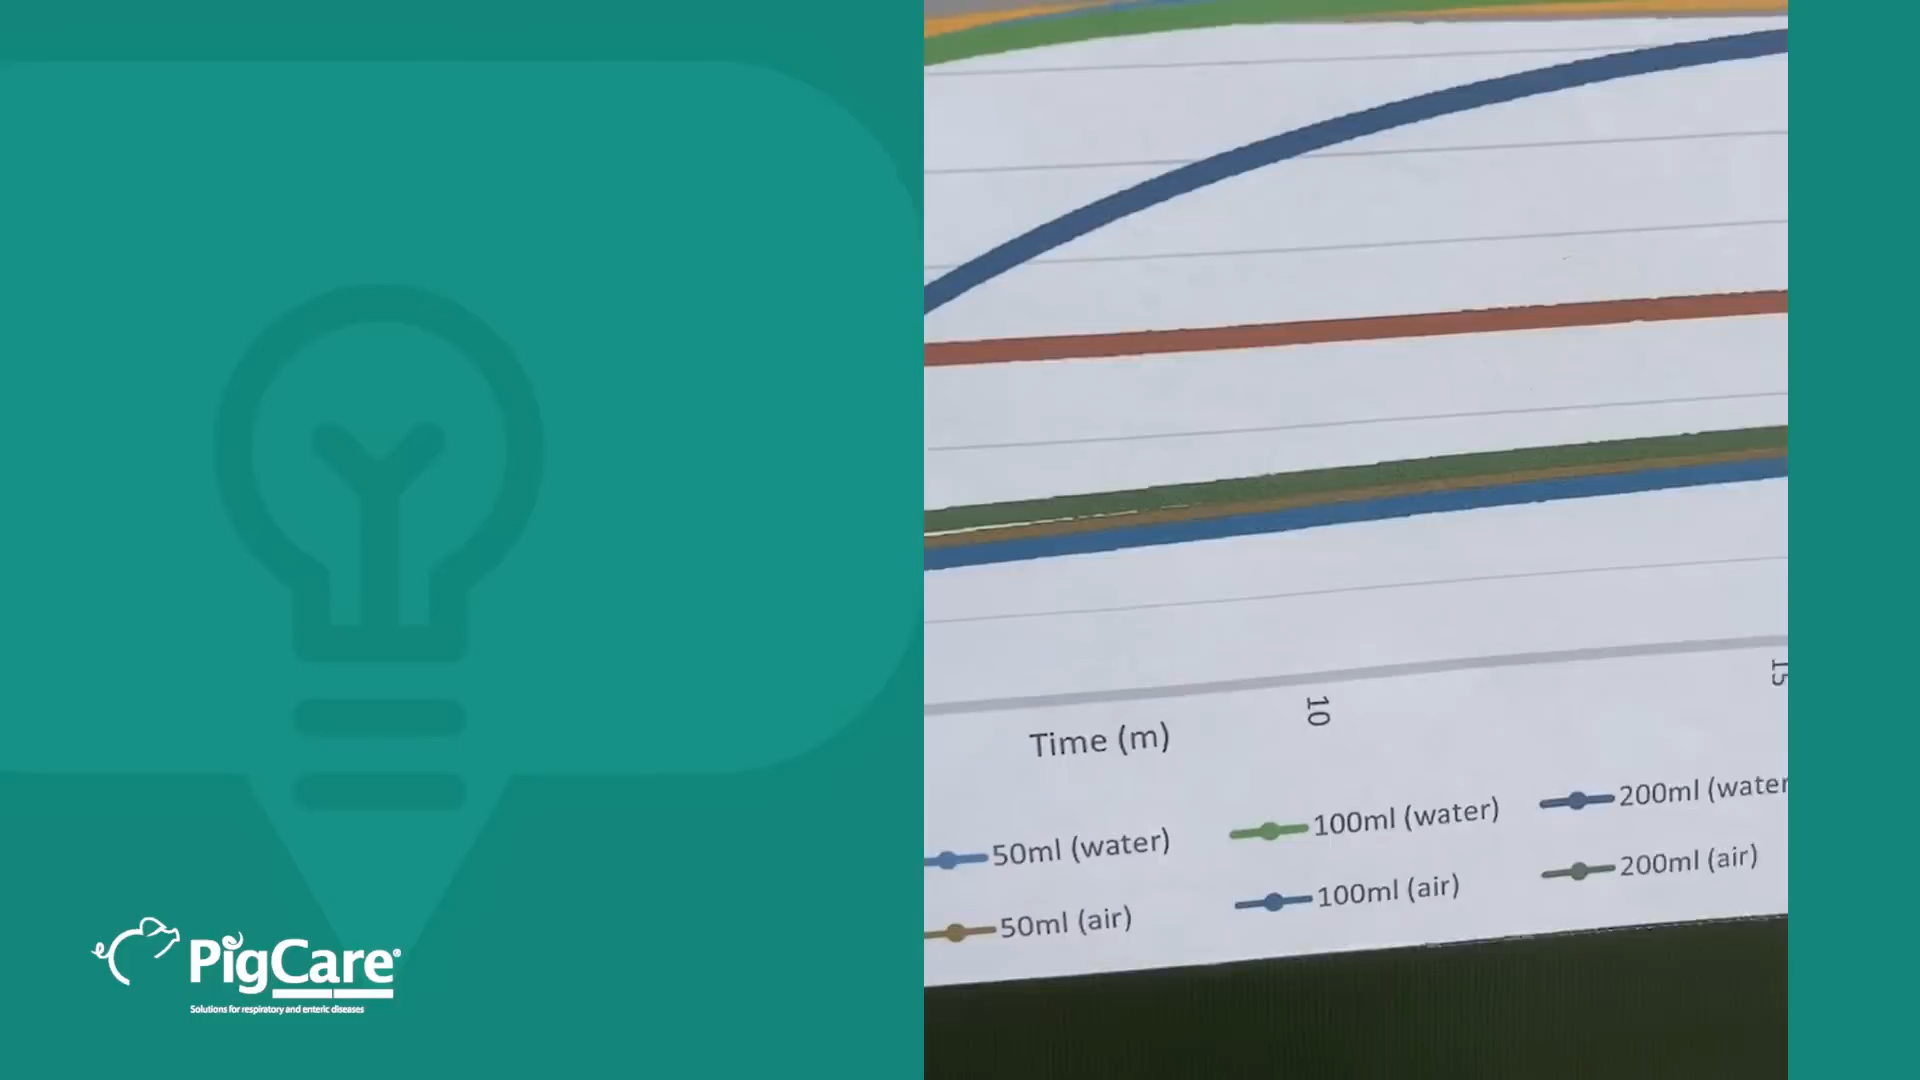 10
15
Time (m)
50ml (water)
100ml (water)
200ml (water
50ml (air)
100ml (air)
200ml (air)
PigCare
Solutions for respiratory and enteric diseases